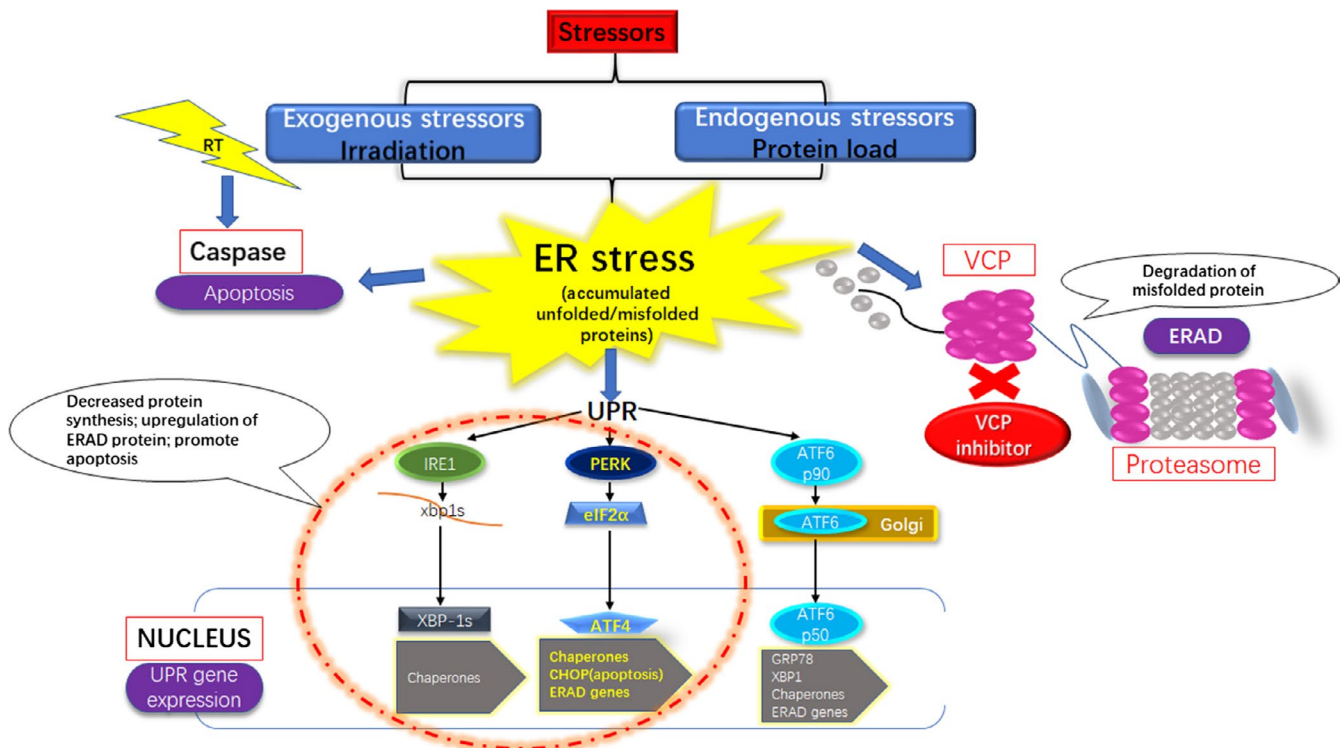 Stressors
Exogenous stressors
Irradiation
Endogenous stressors
Protein load
RT
Caspase
Apoptosis
ER stress
(accumulated
unfolded/misfolded
proteins)
VCP
Degradation of
misfolded protein
ERAD
VCP
inhibitor
Proteasome
Decreased protein
synthesis; upregulation of
ERAD protein; promote
apoptosis
UPR
IRE1
PERK
ATF6
p90
xbp1s
eIF2α
ATF6
Golgi
NUCLEUS
UPR gene
expression
XBP-1s
ATF4
ATF6
p50
Chaperones
Chaperones
CHOP(apoptosis)
ERAD genes
GRP78
XBP1
Chaperones
ERAD genes